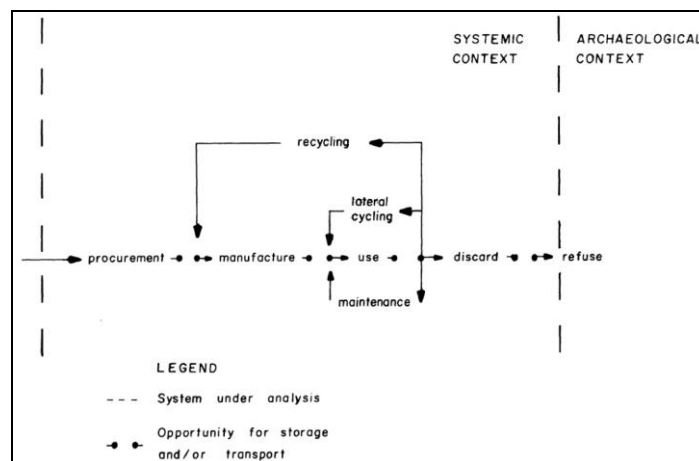 SYSTEMIC
CONTEXT
ARCHAEOLOGICAL
CONTEXT
recycling
lateral
cycling
procurement
manufacture
use
discard
refuse
maintenance
LEGEND
System under analysis
Opportunity for storage
and/or transport